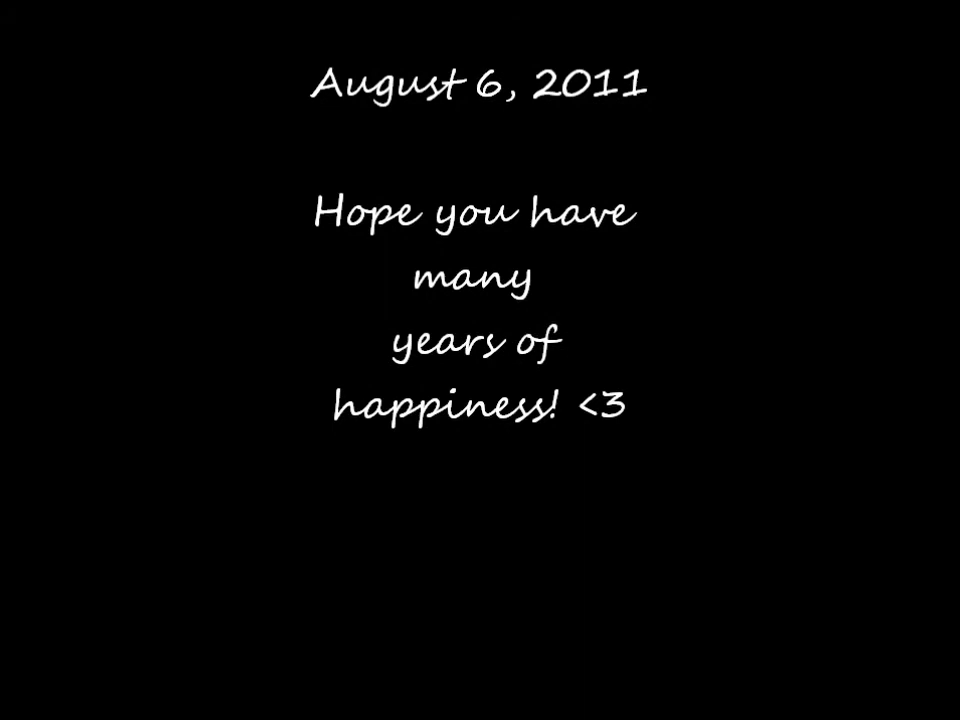 August 6, 2011
Hope you have
many
years of
happiness! <3